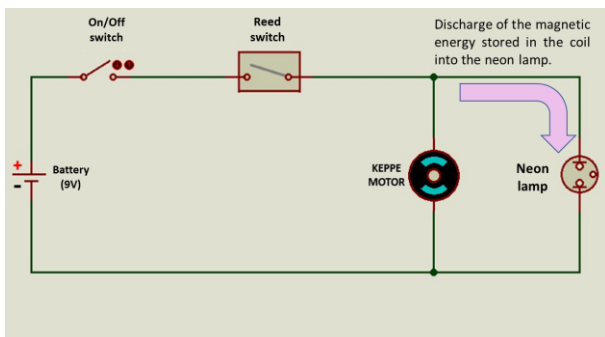 On/Off
switch
Reed
switch
Discharge of the magnetic
energy stored in the coil
into the neon lamp.
+
-
Battery
(9V)
KEPPE
MOTOR
Neon
lamp